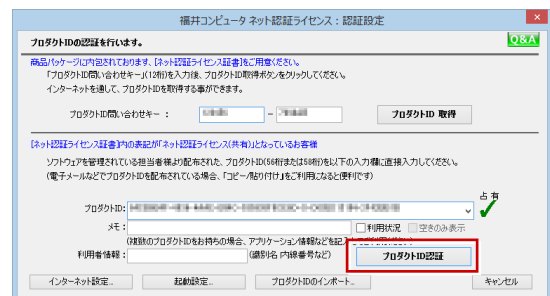 福井コンピュータ ネット認証ライセンス：認証設定
×
プロダクトIDの認証を行います。
Q&A
商品パッケージに内包されております、[ネット認証ライセンス証書]をご用意ください。
「プロダクトID問い合わせキー」(12桁)を入力後、プロダクトID取得ボタンをクリックしてください。
インターネットを通して、プロダクトIDを取得する事ができます。
プロダクトID問い合わせキー：
-
プロダクトID 取得
[ネット認証ライセンス証書]内の表記が「ネット認証ライセンス(共有)」となっているお客様
ソフトウェアを管理されている担当者様より配布された、プロダクトID(56桁または58桁)を以下の入力欄に直接入力してください。
(電子メールなどでプロダクトIDを配布されている場合、「コピー/貼り付け」をご利用になると便利です)
占有
プロダクトID：
メモ：
利用状況 空きのみ表示
(複数のプロダクトIDをお持ちの場合、アプリケーション情報などを記入
利用者情報：
(識別名 内線番号など)
プロダクトID認証
インターネット設定...
起動設定...
プロダクトIDのインポート...
キャンセル